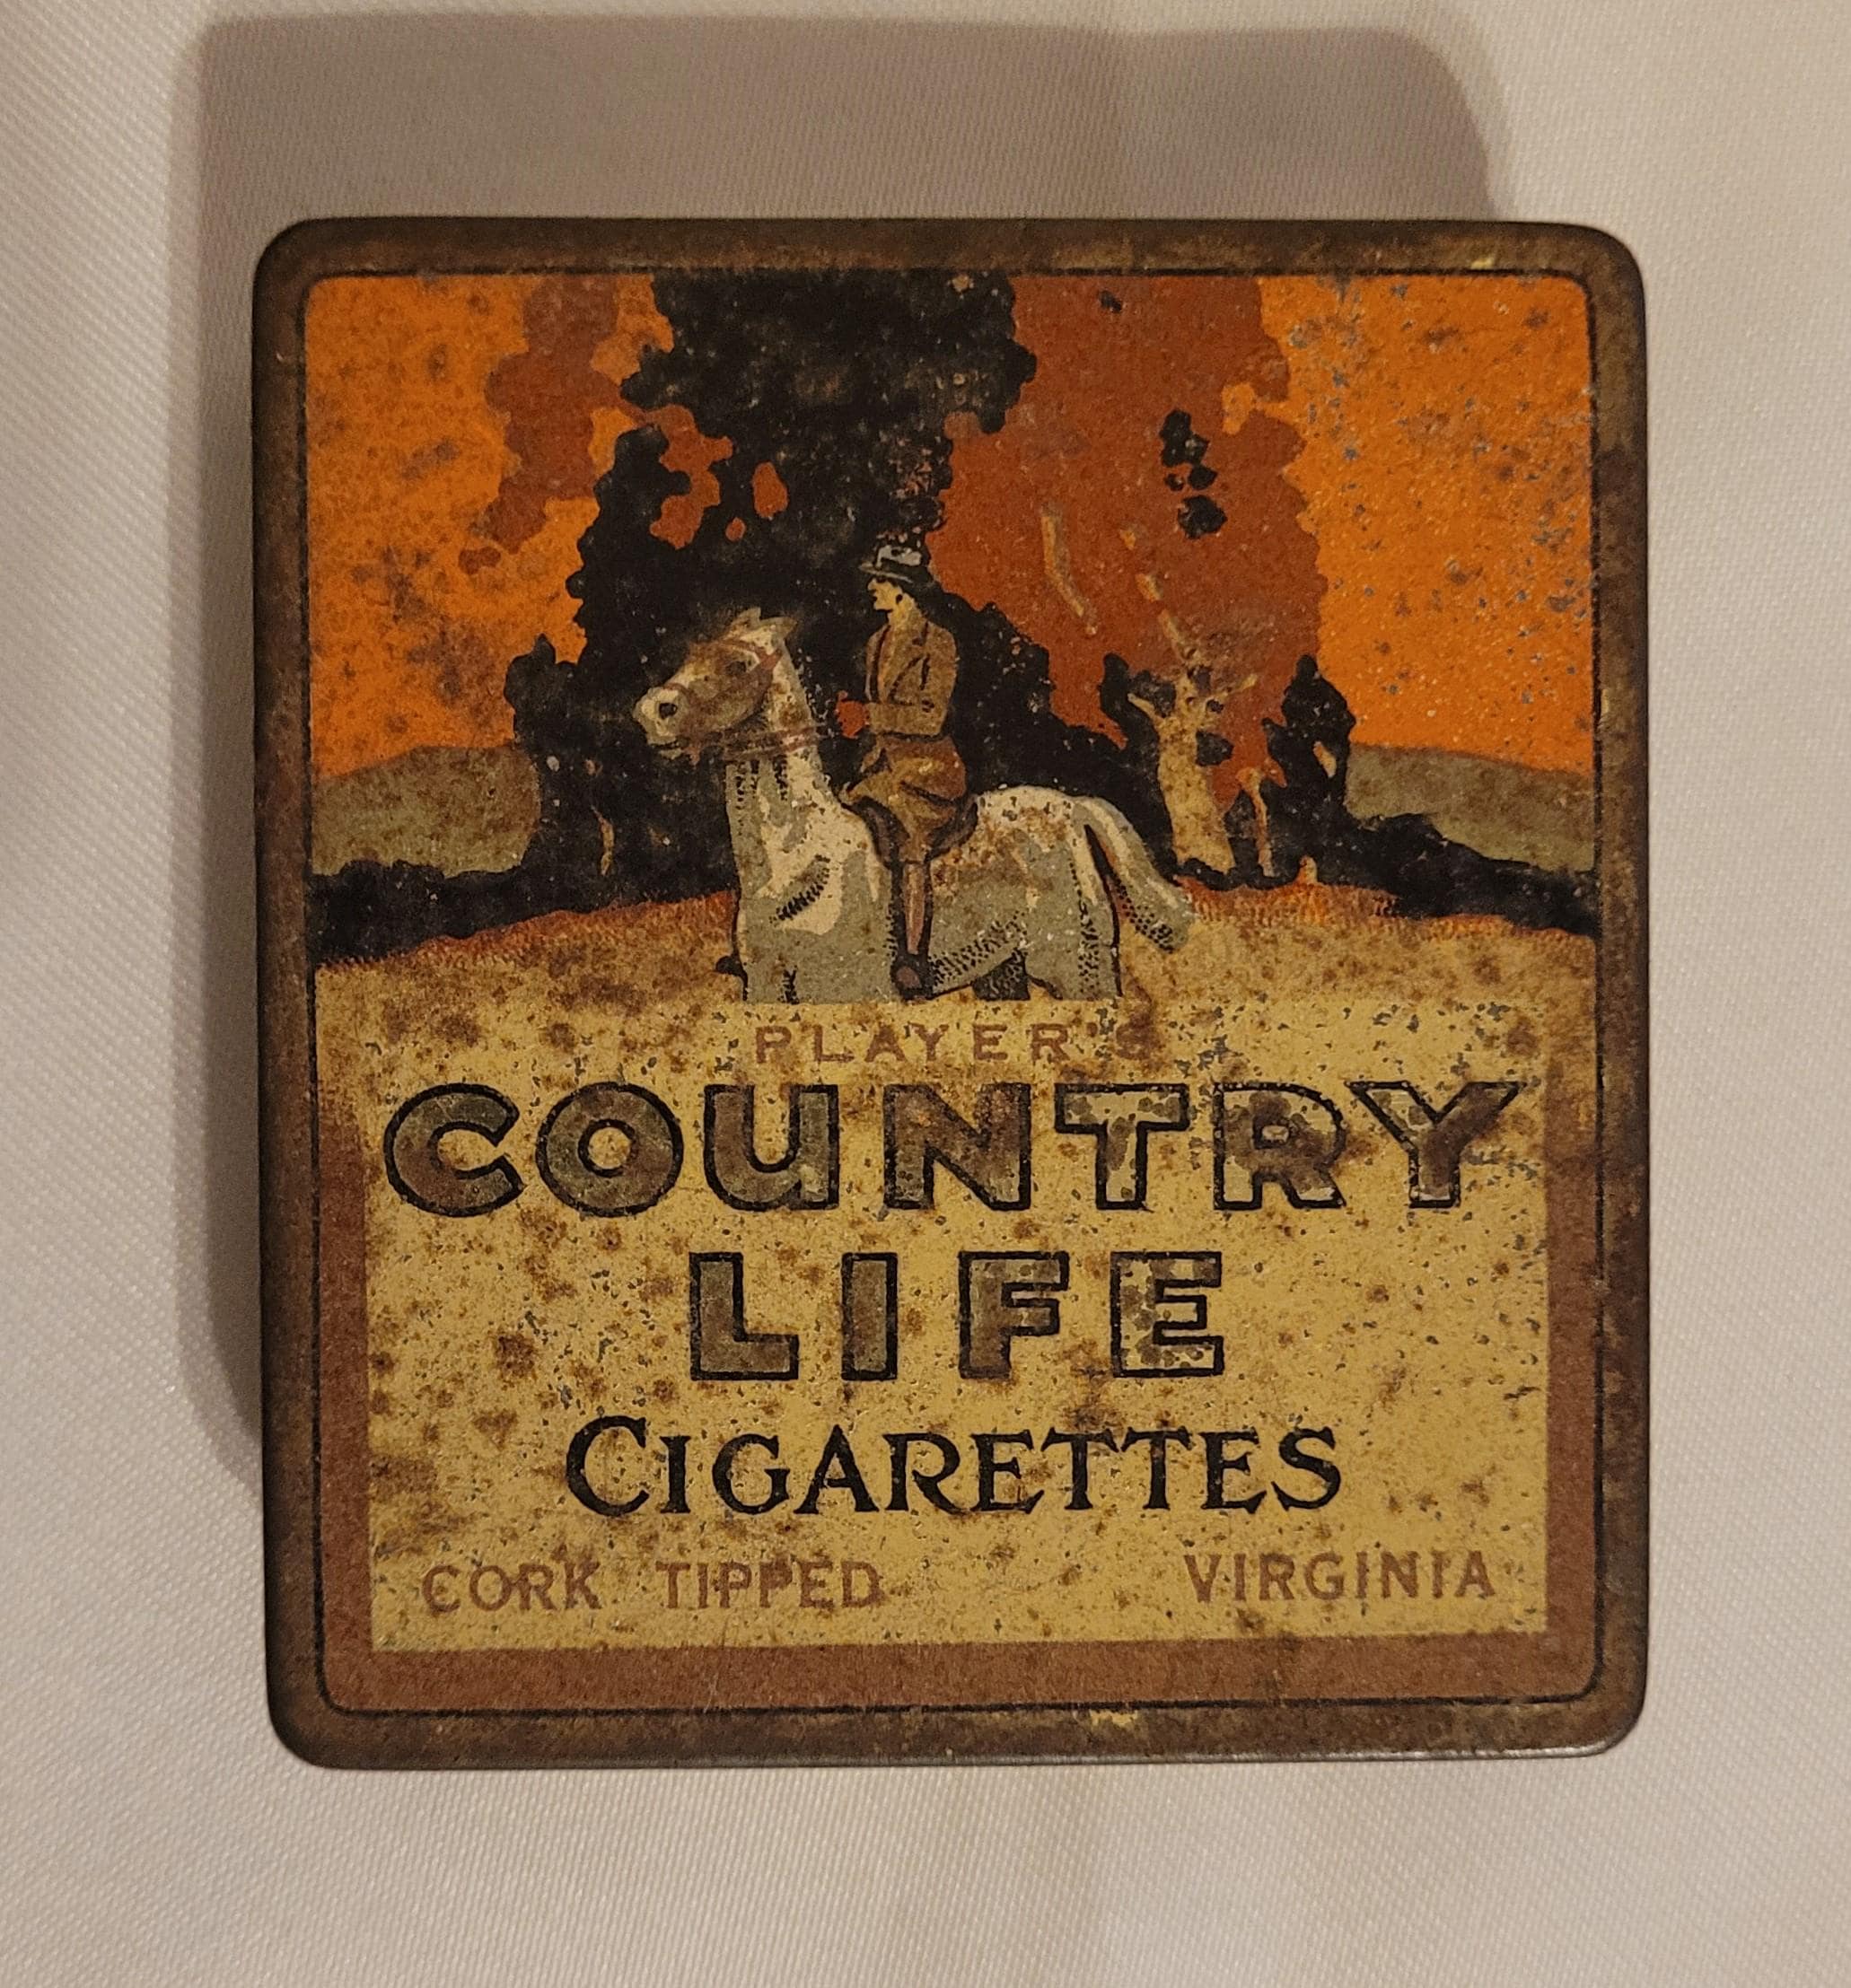 PLAYER'S
COUNTRY
LIFE
CIGARETTES
CORK TIPPED VIRGINIA